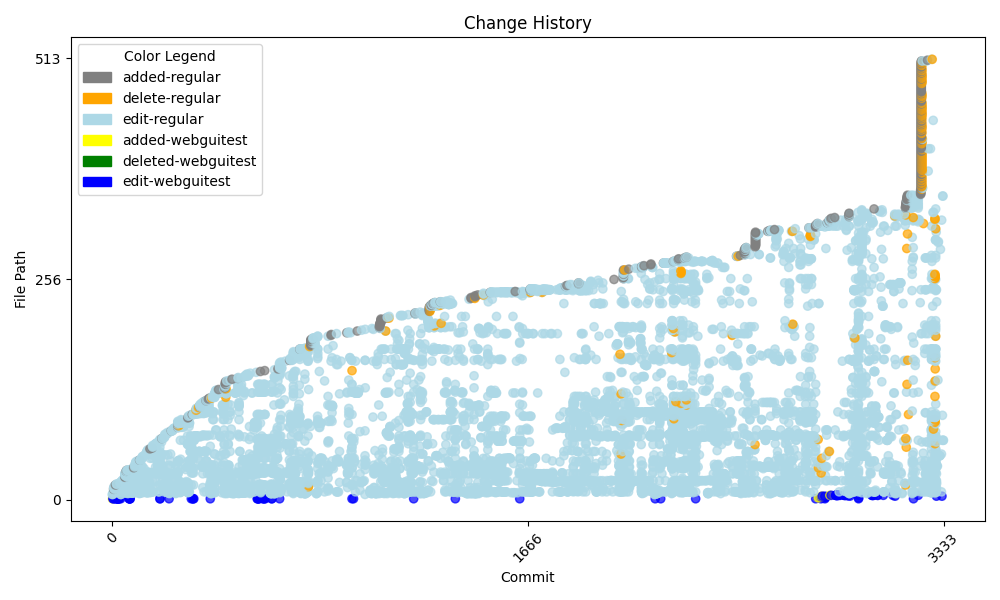 Change History
Color Legend
added-regular
delete-regular
edit-regular
added-webguitest
deleted-webguitest
edit-webguitest
File Path
513
256
0
0
1666
3333
Commit